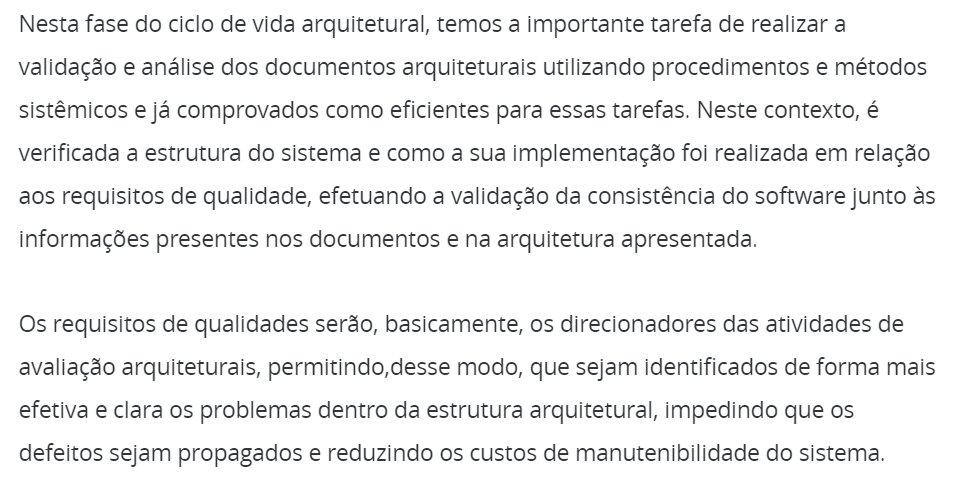 Nesta fase do ciclo de vida arquitetural, temos a importante tarefa de realizar a
validação e análise dos documentos arquiteturais utilizando procedimentos e métodos
sistêmicos e já comprovados como eficientes para essas tarefas. Neste contexto, é
verificada a estrutura do sistema e como a sua implementação foi realizada em relação
aos requisitos de qualidade, efetuando a validação da consistência do software junto às
informações presentes nos documentos e na arquitetura apresentada.
Os requisitos de qualidades serão, basicamente, os direcionadores das atividades de
avaliação arquiteturais, permitindo,desse modo, que sejam identificados de forma mais
efetiva e clara os problemas dentro da estrutura arquitetural, impedindo que os
defeitos sejam propagados e reduzindo os custos de manutenibilidade do sistema.